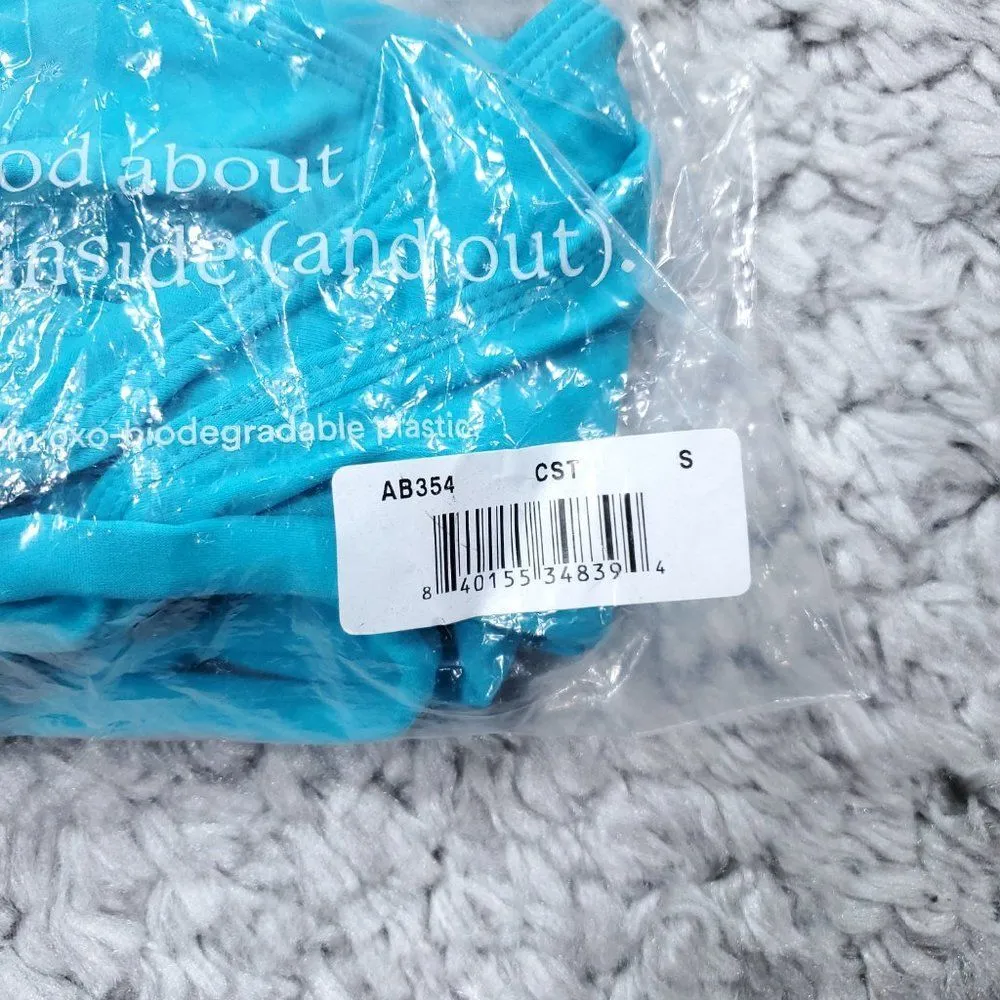 od about
inside (and out).
oxo-biodegradable plastic
AB354 CST S
8 40155 34839 4